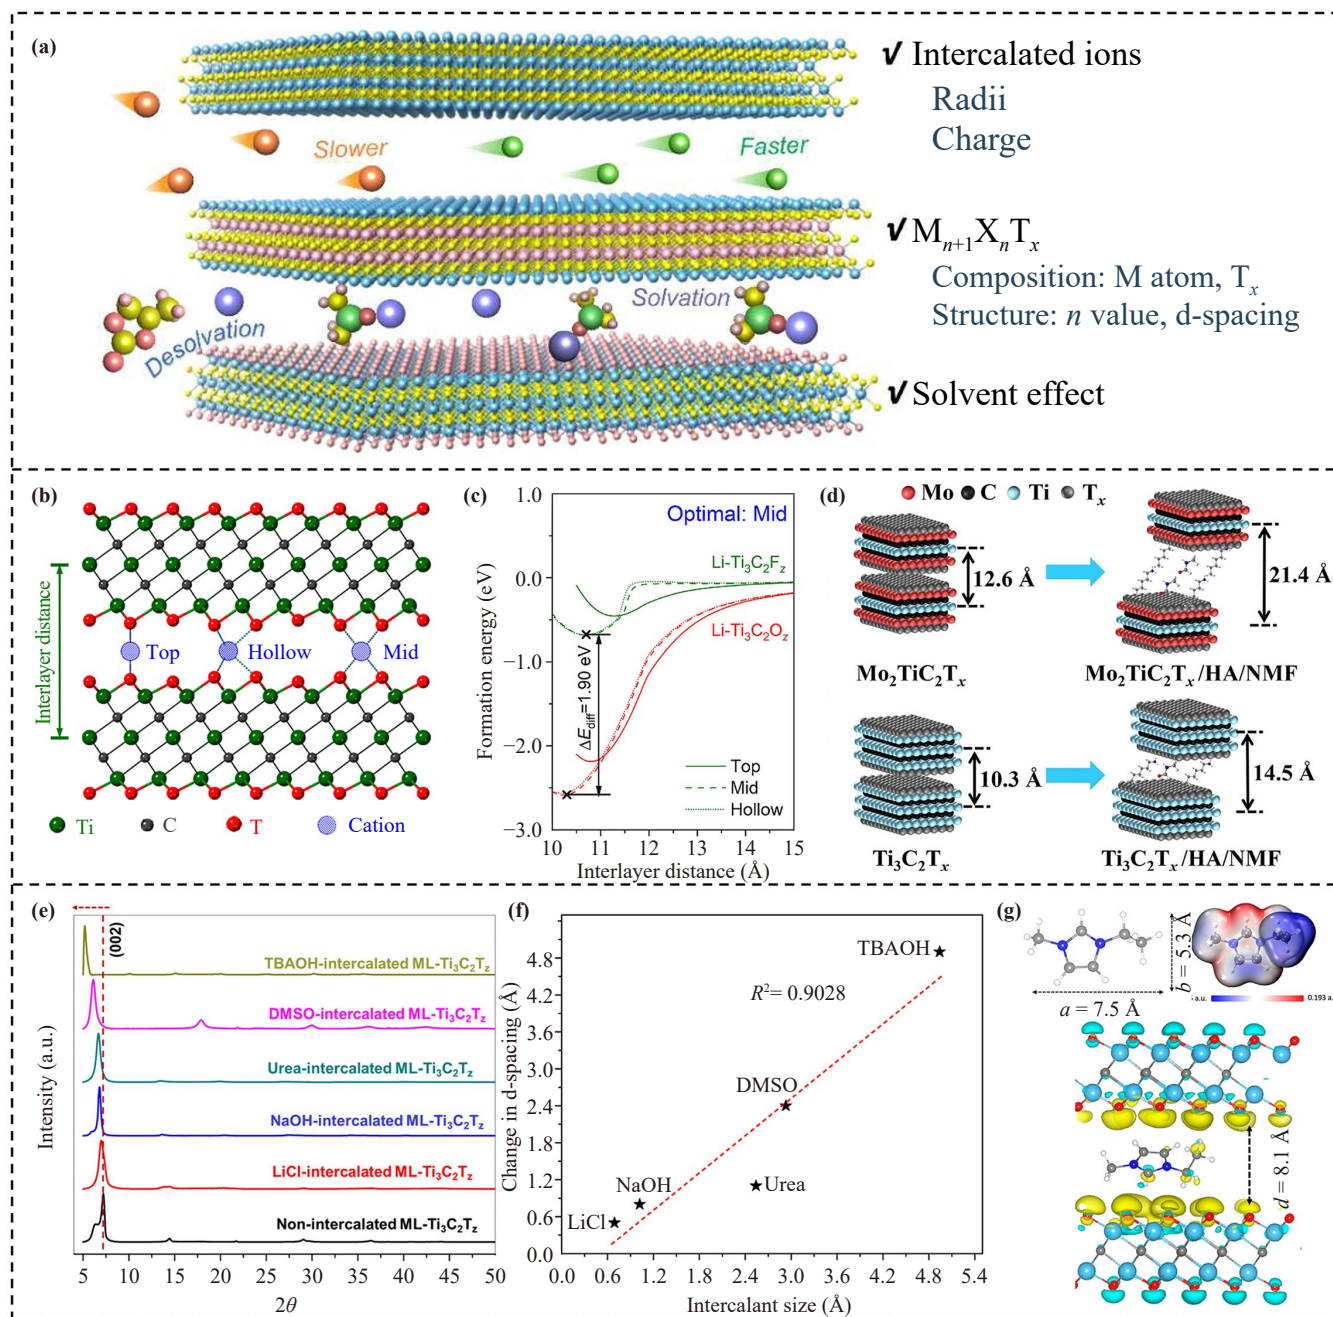 (a)
✓ Intercalated ions
Radii
Charge
Slower
Faster
✓ Mn+1XnTx
Composition: M atom, Tx
Structure: n value, d-spacing
Desolvation
Solvation
✓ Solvent effect
(b)
Interlayer distance
Top
Hollow
Mid
Ti
C
T
Cation
(c)
Optimal: Mid
Li-Ti3C2Fz
Li-Ti3C2Oz
ΔEdiff=1.90 eV
Top
Mid
Hollow
Formation energy (eV)
1.0
0.0
−1.0
−2.0
−3.0
10 11 12 13 14 15
Interlayer distance (Å)
(d)
Mo C Ti Tx
12.6 Å
21.4 Å
Mo2TiC2Tx
Mo2TiC2Tx/HA/NMF
10.3 Å
14.5 Å
Ti3C2Tx
Ti3C2Tx/HA/NMF
(e)
(002)
TBAOH-intercalated ML-Ti3C2Tz
DMSO-intercalated ML-Ti3C2Tz
Urea-intercalated ML-Ti3C2Tz
NaOH-intercalated ML-Ti3C2Tz
LiCl-intercalated ML-Ti3C2Tz
Non-intercalated ML-Ti3C2Tz
Intensity (a.u.)
5 10 15 20 25 30 35 40 45 50
2θ
(f)
Change in d-spacing (Å)
4.8
4.2
3.6
3.0
2.4
1.8
1.2
0.6
0.0
TBAOH
R²= 0.9028
DMSO
NaOH
Urea
LiCl
0.0 0.6 1.2 1.8 2.4 3.0 3.6 4.2 4.8 5.4
Intercalant size (Å)
(g)
b = 5.3 Å
a.u.
0.193 a.
a = 7.5 Å
d = 8.1 Å